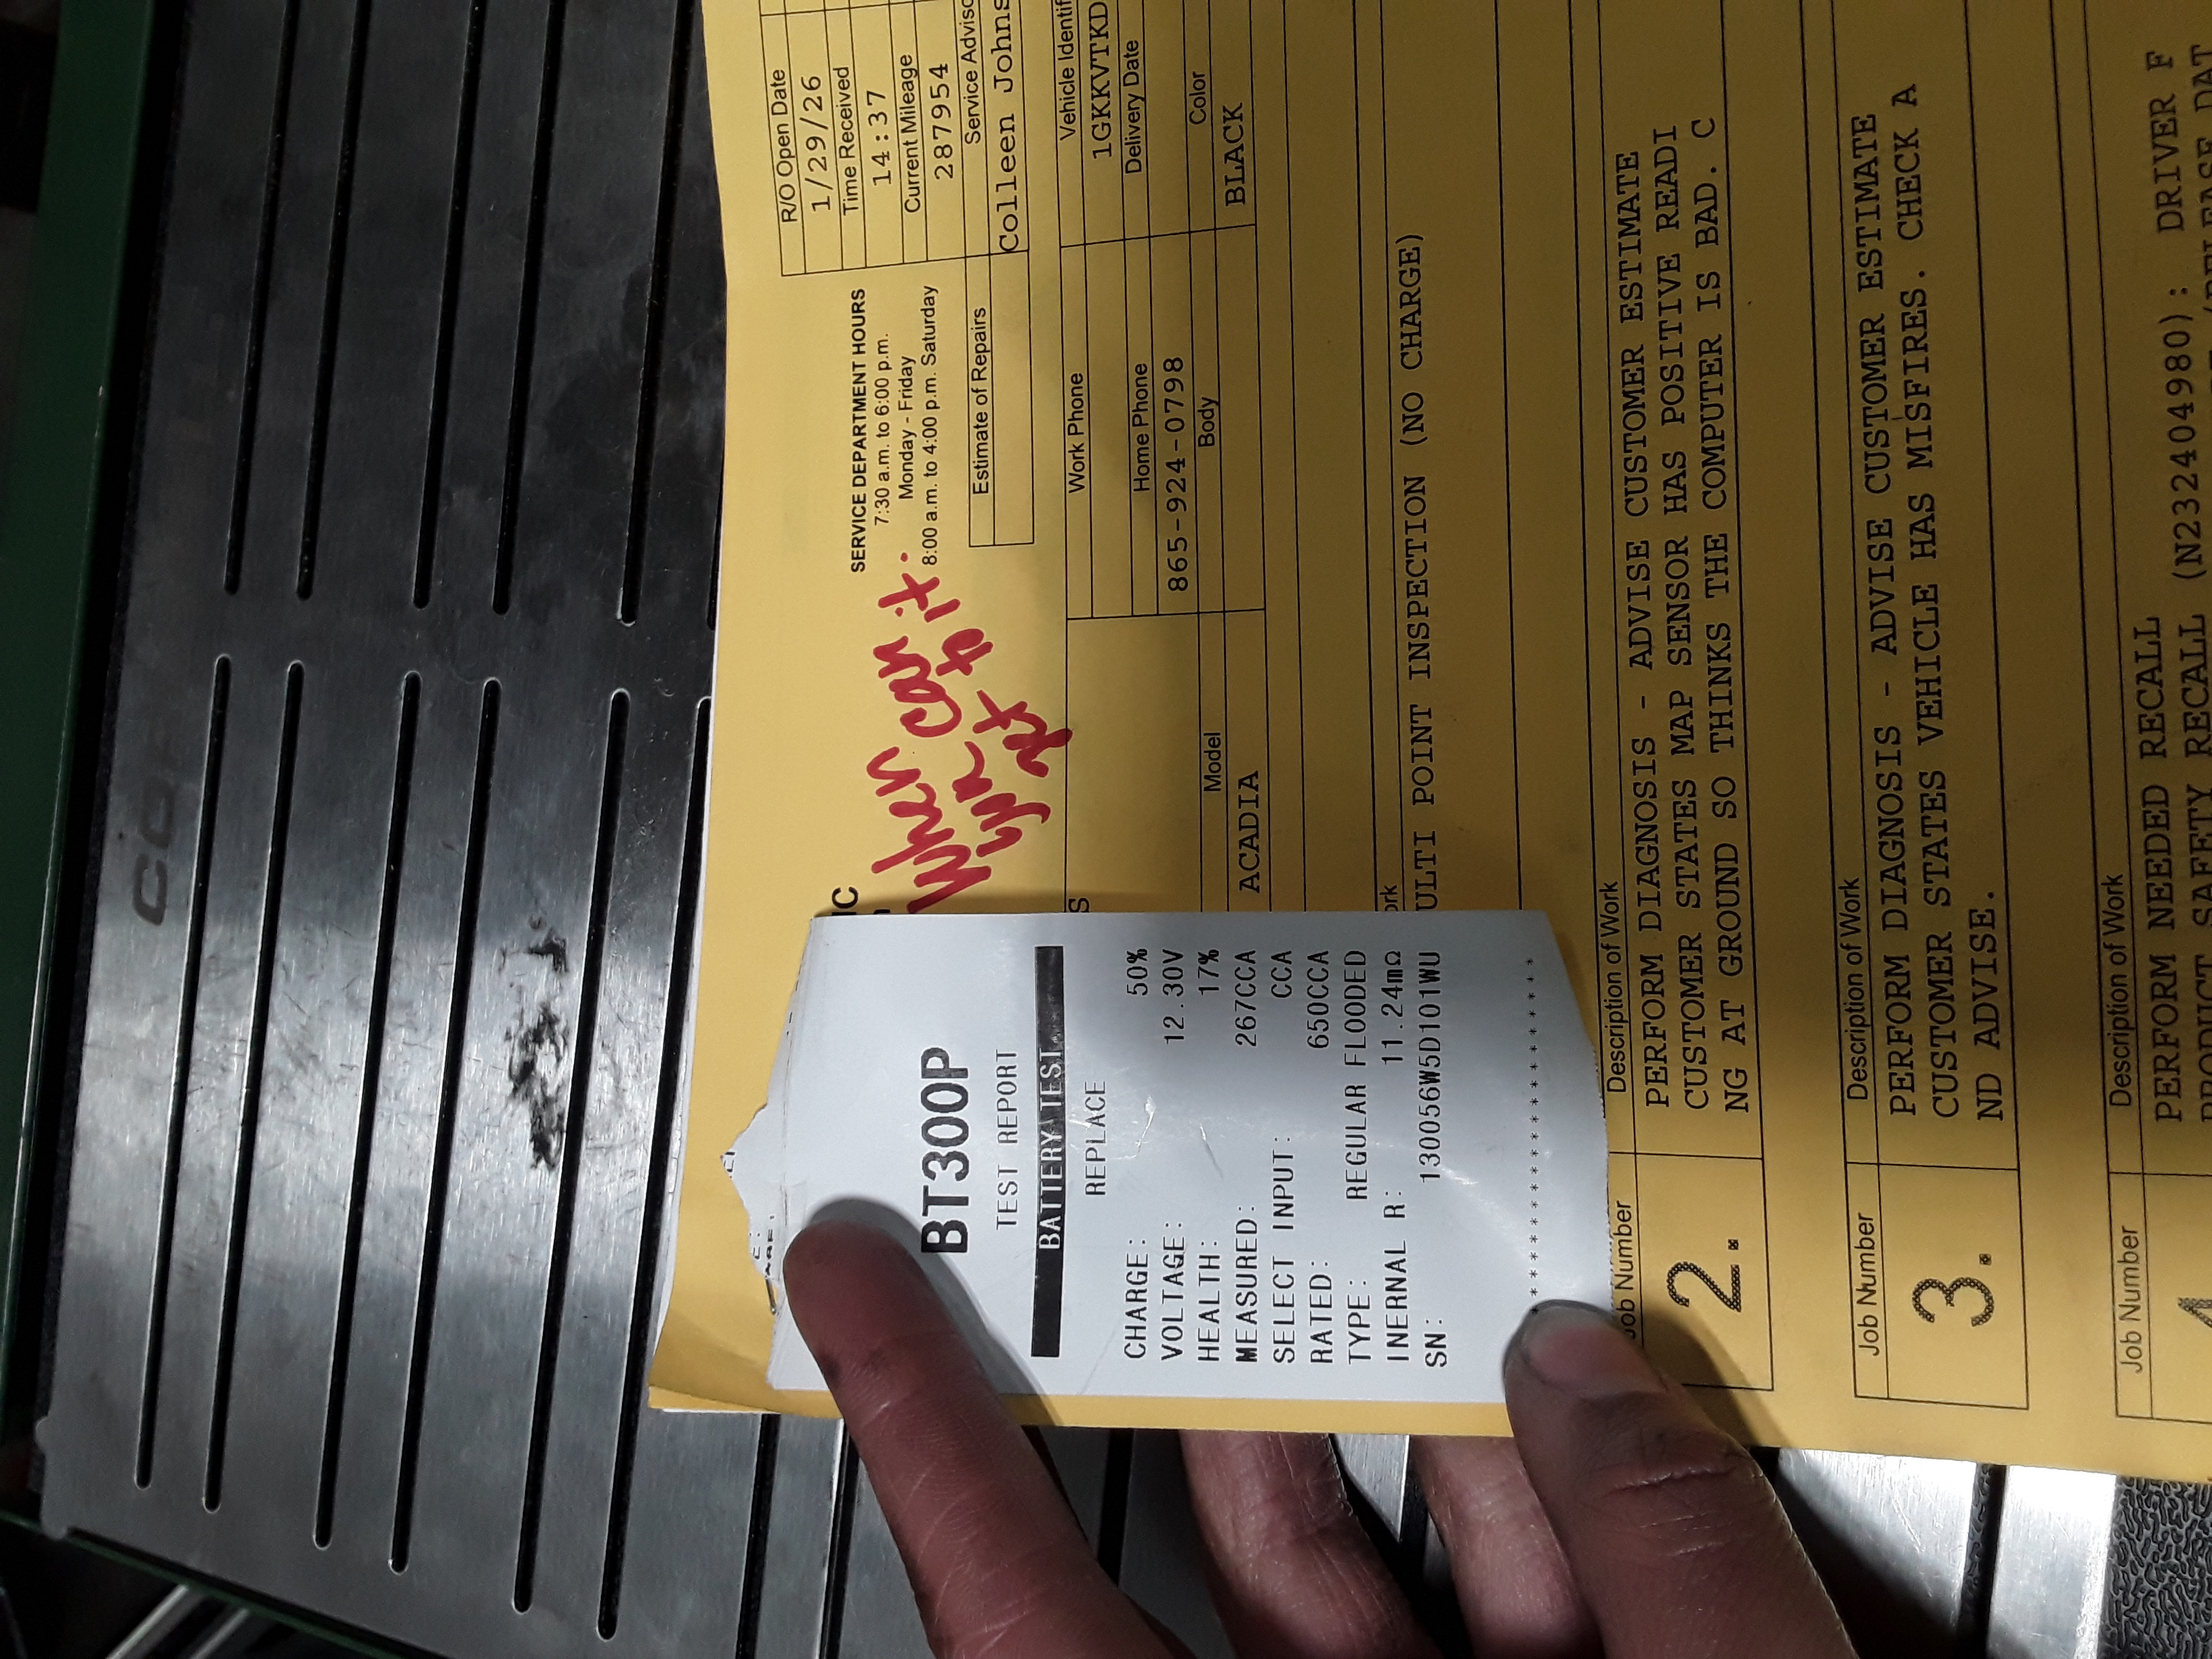 R/O Open Date
1/29/26
Time Received
14:37
Current Mileage
287954
Service Adviso
Colleen Johns
SERVICE DEPARTMENT HOURS
7:30 a.m. to 6:00 p.m.
Monday - Friday
8:00 a.m. to 4:00 p.m. Saturday
Estimate of Repairs
When can
ya get to it.
Work Phone
Home Phone
865-924-0798
Vehicle Identif
1GKKVTKD
Delivery Date
Model
Body
Color
ACADIA
BLACK
ULTI POINT INSPECTION (NO CHARGE)
BT300P
TEST REPORT
BATTERY TEST
REPLACE
CHARGE: 50%
VOLTAGE: 12.30V
HEALTH: 17%
MEASURED: 267CCA
SELECT INPUT: CCA
RATED: 650CCA
TYPE: REGULAR FLOODED
INERNAL R: 11.24mΩ
SN: 130056W5D101WU
Job Number
Description of Work
2.
PERFORM DIAGNOSIS - ADVISE CUSTOMER ESTIMATE
CUSTOMER STATES MAP SENSOR HAS POSITIVE READI
NG AT GROUND SO THINKS THE COMPUTER IS BAD. C
Job Number
Description of Work
3.
PERFORM DIAGNOSIS - ADVISE CUSTOMER ESTIMATE
CUSTOMER STATES VEHICLE HAS MISFIRES. CHECK A
ND ADVISE.
Job Number
Description of Work
PERFORM NEEDED RECALL
PRODUCT SAFETY RECALL (N232404980): DRIVER F